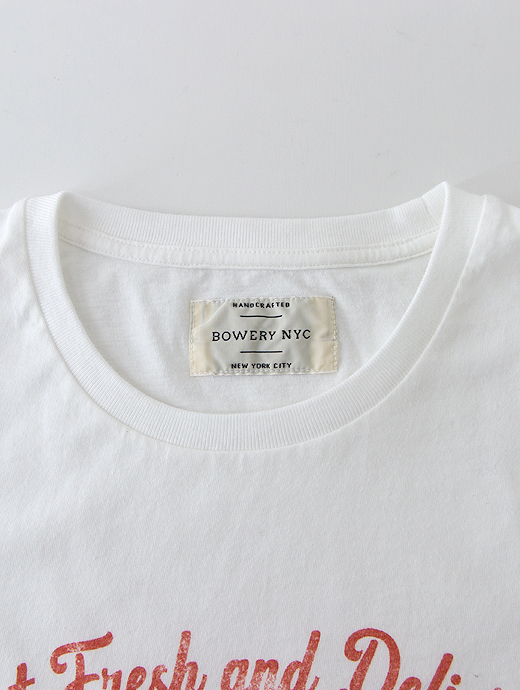 HANDCRAFTED
BOWERY NYC
NEW YORK CITY
Fresh and